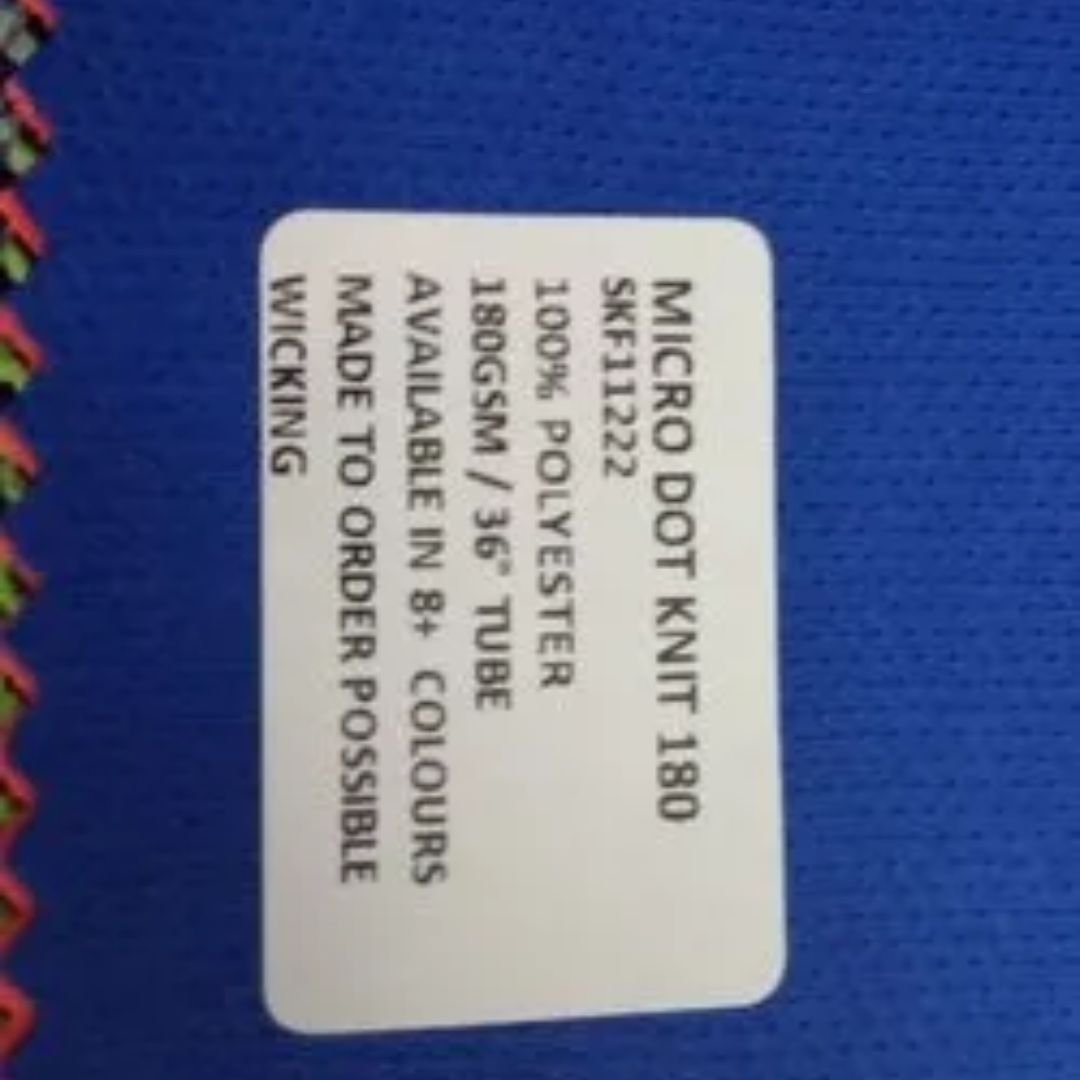 MICRO DOT KNIT 180
SKF11222
100% POLYESTER
180GSM / 36" TUBE
AVAILABLE IN 8+ COLOURS
MADE TO ORDER POSSIBLE
WICKING